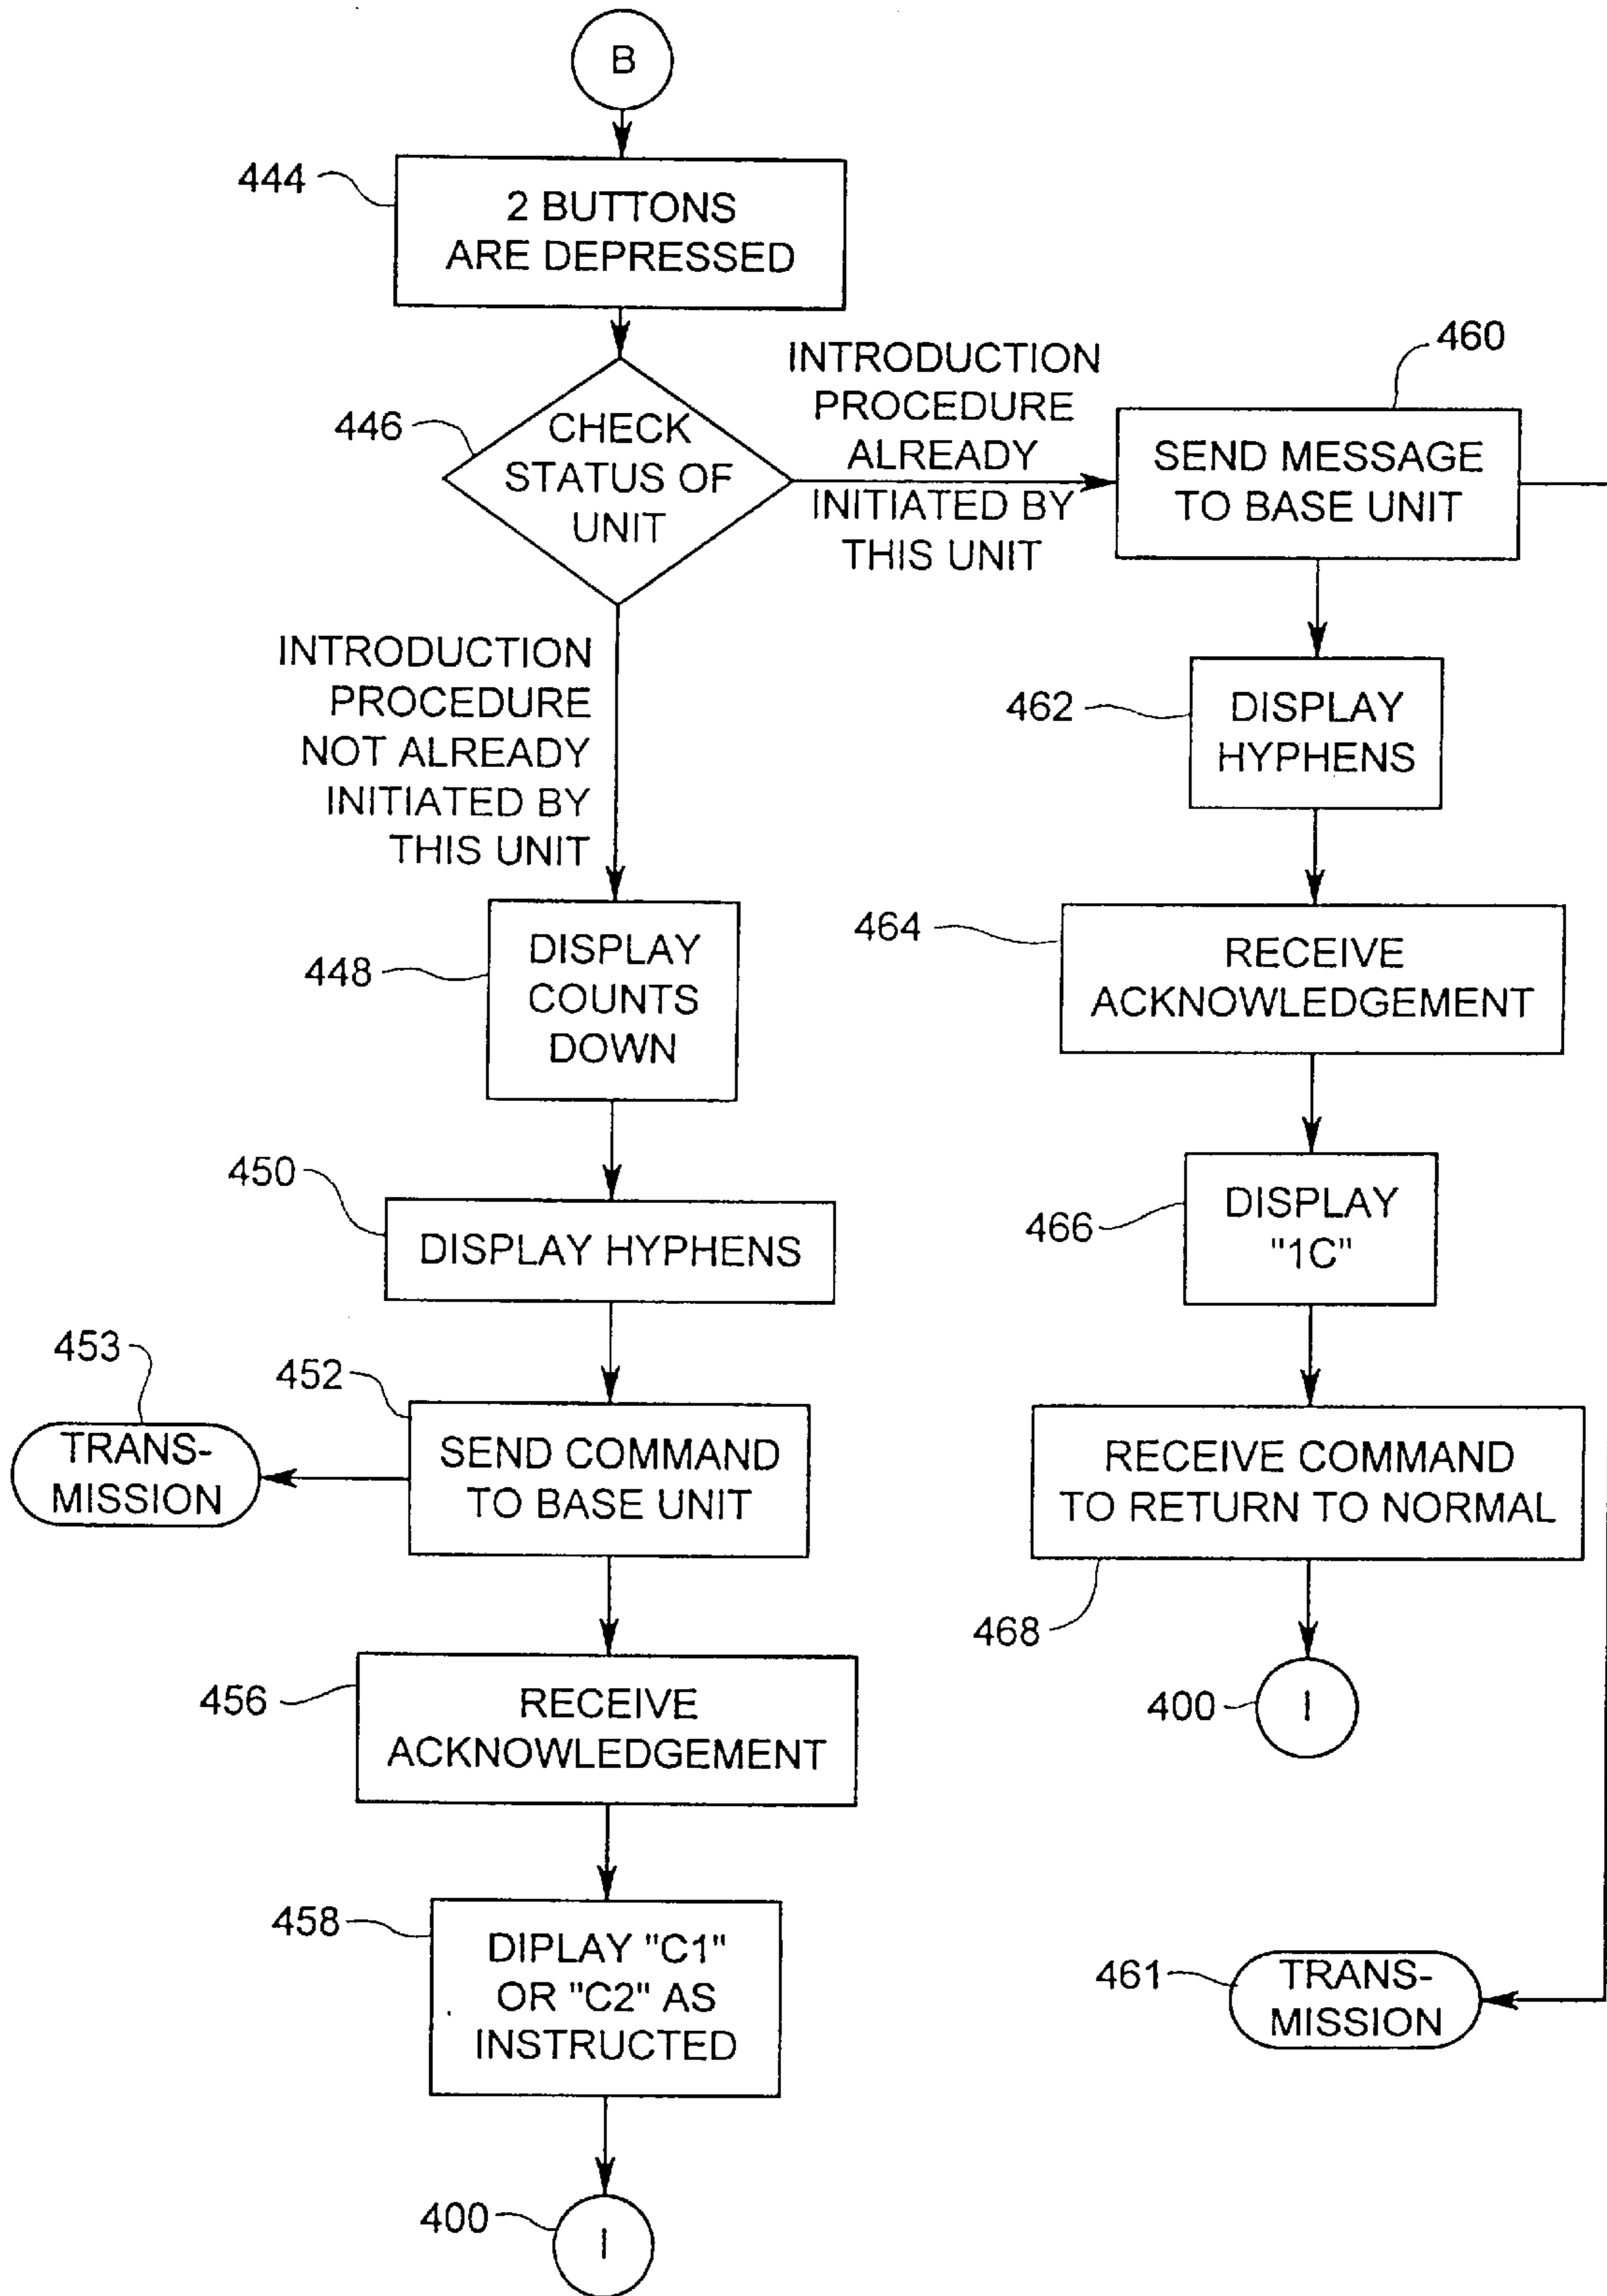 B
444
2 BUTTONS
ARE DEPRESSED
446
CHECK
STATUS OF
UNIT
INTRODUCTION
PROCEDURE
ALREADY
INITIATED BY
THIS UNIT
460
SEND MESSAGE
TO BASE UNIT
INTRODUCTION
PROCEDURE
NOT ALREADY
INITIATED BY
THIS UNIT
462
DISPLAY
HYPHENS
448
DISPLAY
COUNTS
DOWN
464
RECEIVE
ACKNOWLEDGEMENT
450
DISPLAY HYPHENS
466
DISPLAY
"1C"
453
TRANS-
MISSION
452
SEND COMMAND
TO BASE UNIT
RECEIVE COMMAND
TO RETURN TO NORMAL
468
456
RECEIVE
ACKNOWLEDGEMENT
400
I
458
DIPLAY "C1"
OR "C2" AS
INSTRUCTED
461
TRANS-
MISSION
400
I